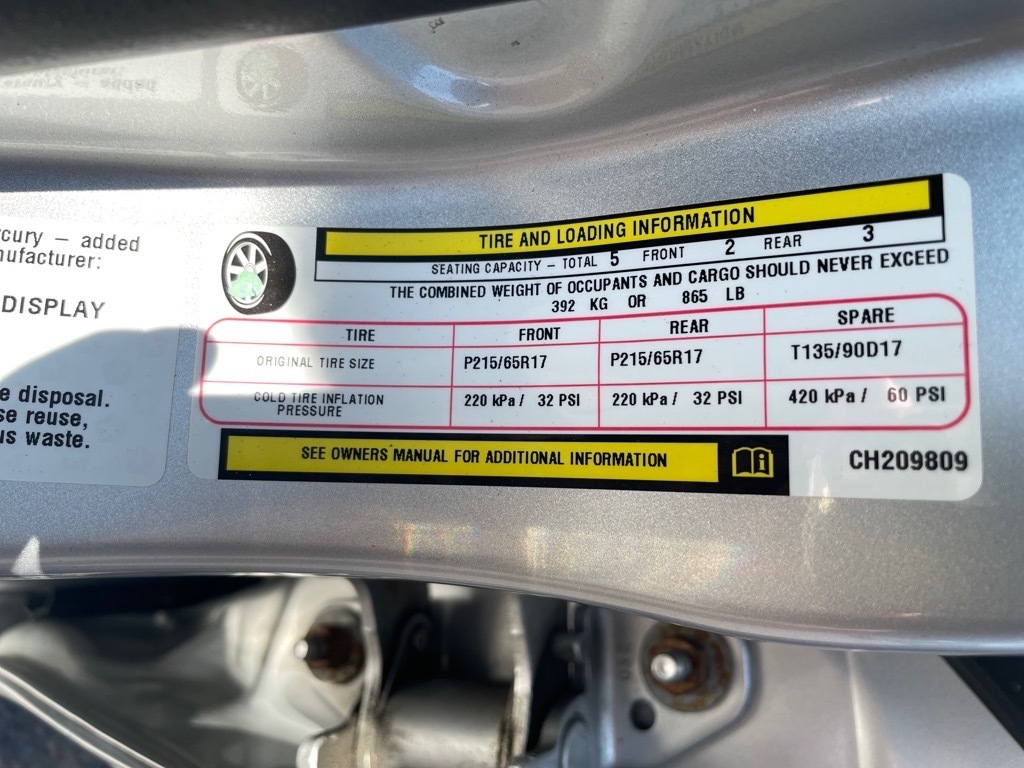 rcury – added
nufacturer:
DISPLAY
e disposal.
se reuse,
us waste.
TIRE AND LOADING INFORMATION
SEATING CAPACITY – TOTAL 5 FRONT 2 REAR 3
THE COMBINED WEIGHT OF OCCUPANTS AND CARGO SHOULD NEVER EXCEED
392 KG OR 865 LB
TIRE FRONT REAR SPARE
ORIGINAL TIRE SIZE P215/65R17 P215/65R17 T135/90D17
COLD TIRE INFLATION
PRESSURE
220 kPa / 32 PSI 220 kPa / 32 PSI 420 kPa / 60 PSI
SEE OWNERS MANUAL FOR ADDITIONAL INFORMATION
CH209809